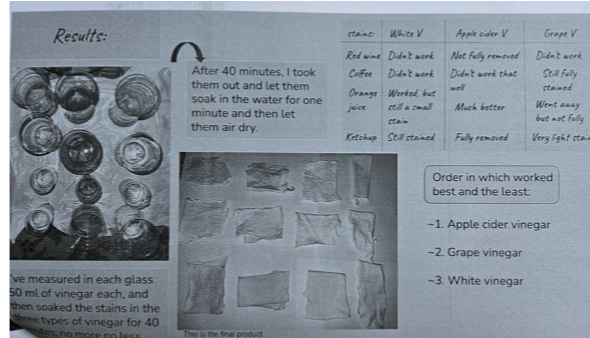 Results:
After 40 minutes, I took
them out and let them
soak in the water for one
minute and then let
them air dry.
stains: White V Apple cider V Grape V
Red wine Didn't work Not fully removed Didn't work
Coffee Didn't work Didn't work that well Still fully stained
Orange juice Worked, but still a small stain Much better Went away but not fully
Ketchup Still stained Fully removed Very light
Order in which worked
best and the least:
~1. Apple cider vinegar
~2. Grape vinegar
~3. White vinegar
've measured in each glass
50 ml of vinegar each, and
then soaked the stains in the
three types of vinegar for 40
no more no less
This is the final product